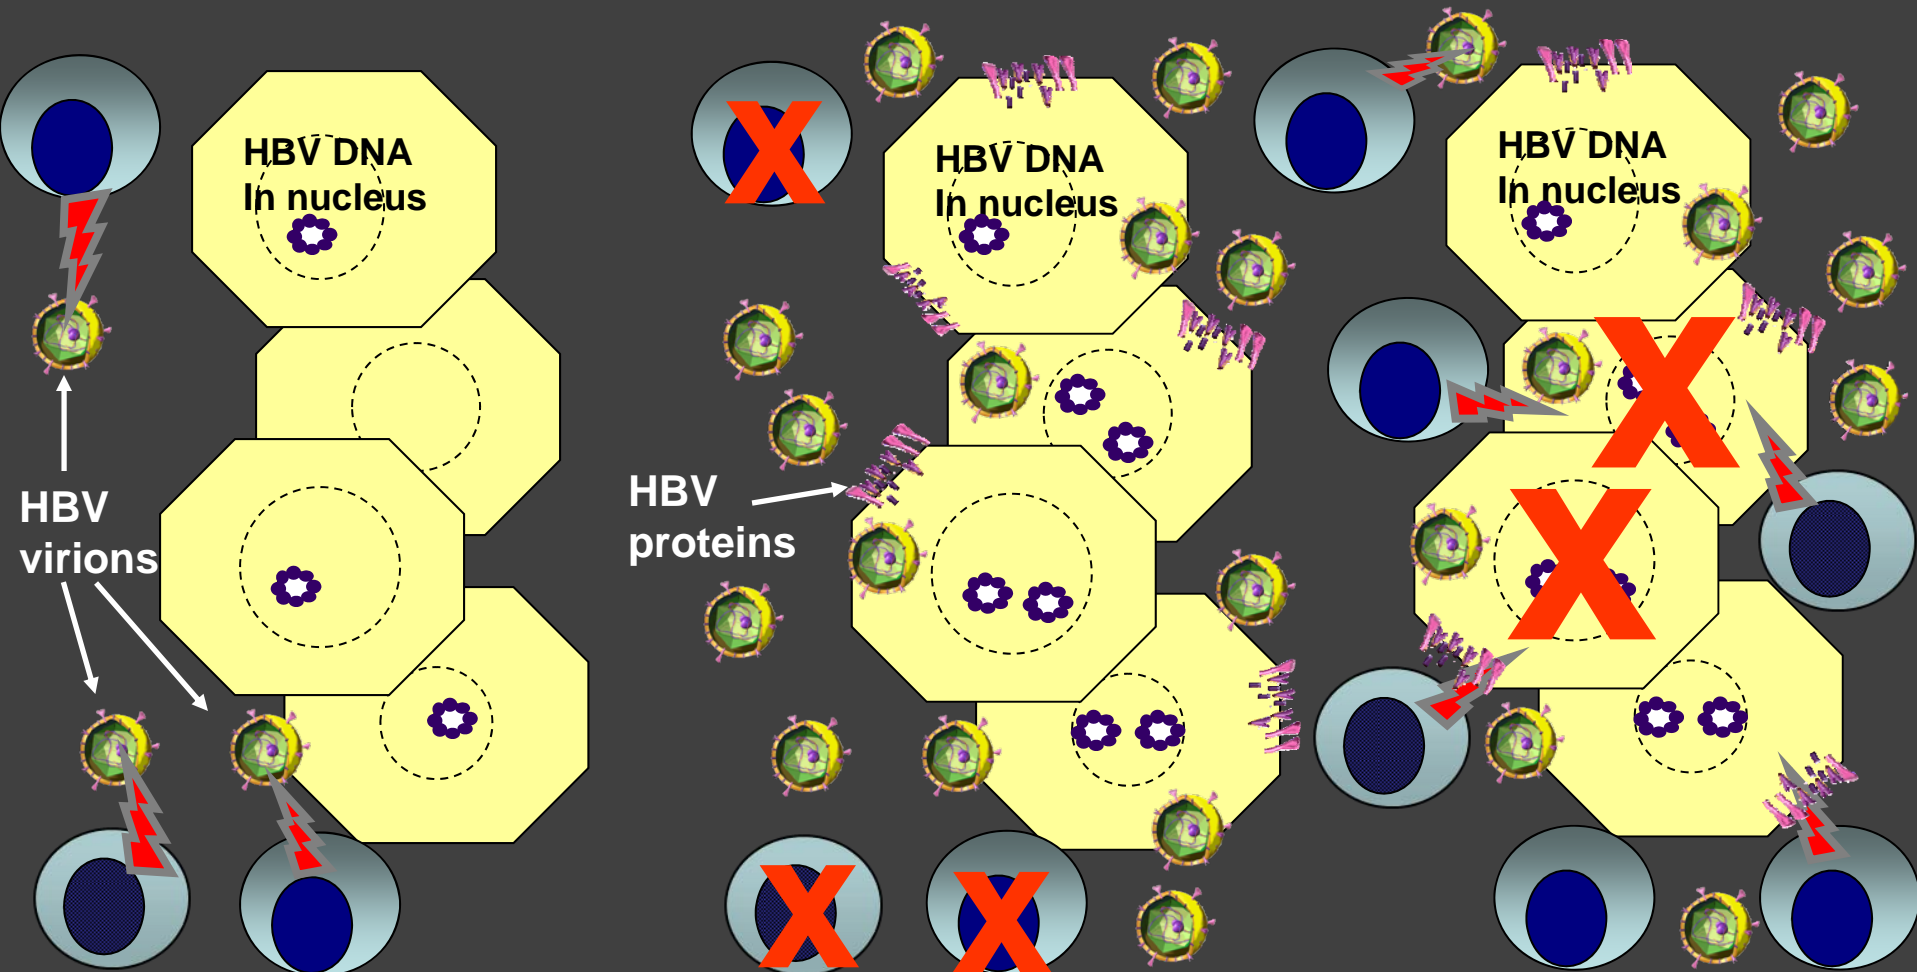 HBV DNA
In nucleus
HBV
virions
HBV DNA
In nucleus
HBV
proteins
HBV DNA
In nucleus